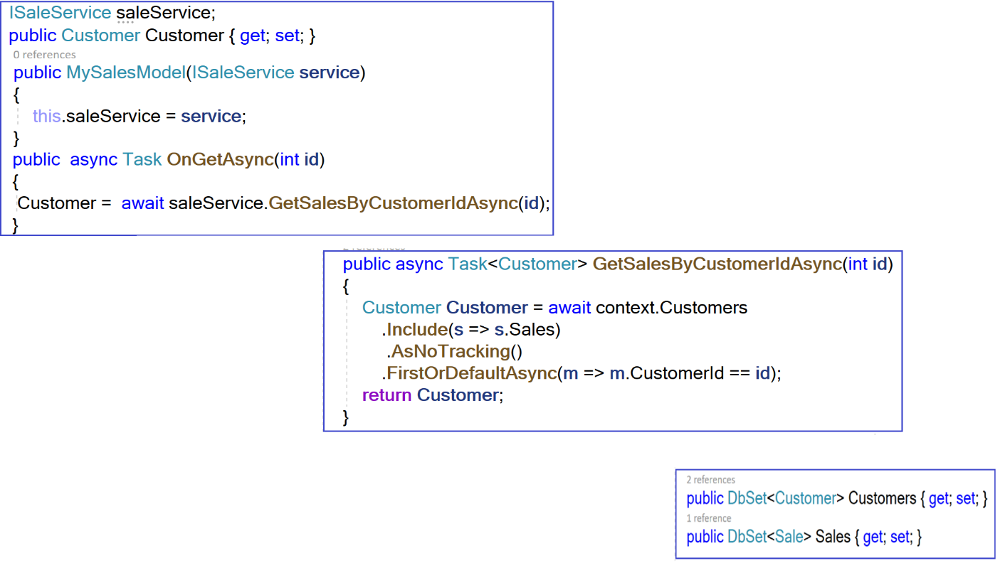 ISaleService saleService;
public Customer Customer { get; set; }
0 references
public MySalesModel(ISaleService service)
{
this.saleService = service;
}
public async Task OnGetAsync(int id)
{
Customer = await saleService.GetSalesByCustomerIdAsync(id);
}
public async Task<Customer> GetSalesByCustomerIdAsync(int id)
{
Customer Customer = await context.Customers
.Include(s => s.Sales)
.AsNoTracking()
.FirstOrDefaultAsync(m => m.CustomerId == id);
return Customer;
}
2 references
public DbSet<Customer> Customers { get; set; }
1 reference
public DbSet<Sale> Sales { get; set; }